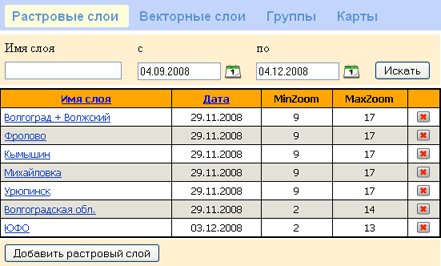 Растровые слои Векторные слои Группы Карты
Имя слоя с по
04.09.2008 04.12.2008 Искать
Имя слоя Дата MinZoom MaxZoom
Волгоград + Волжский 29.11.2008 9 17
Фролово 29.11.2008 9 17
Кымышин 29.11.2008 9 17
Михайловка 29.11.2008 9 17
Урюпинск 29.11.2008 9 17
Волгоградская обл. 29.11.2008 2 14
ЮФО 03.12.2008 2 13
Добавить растровый слой